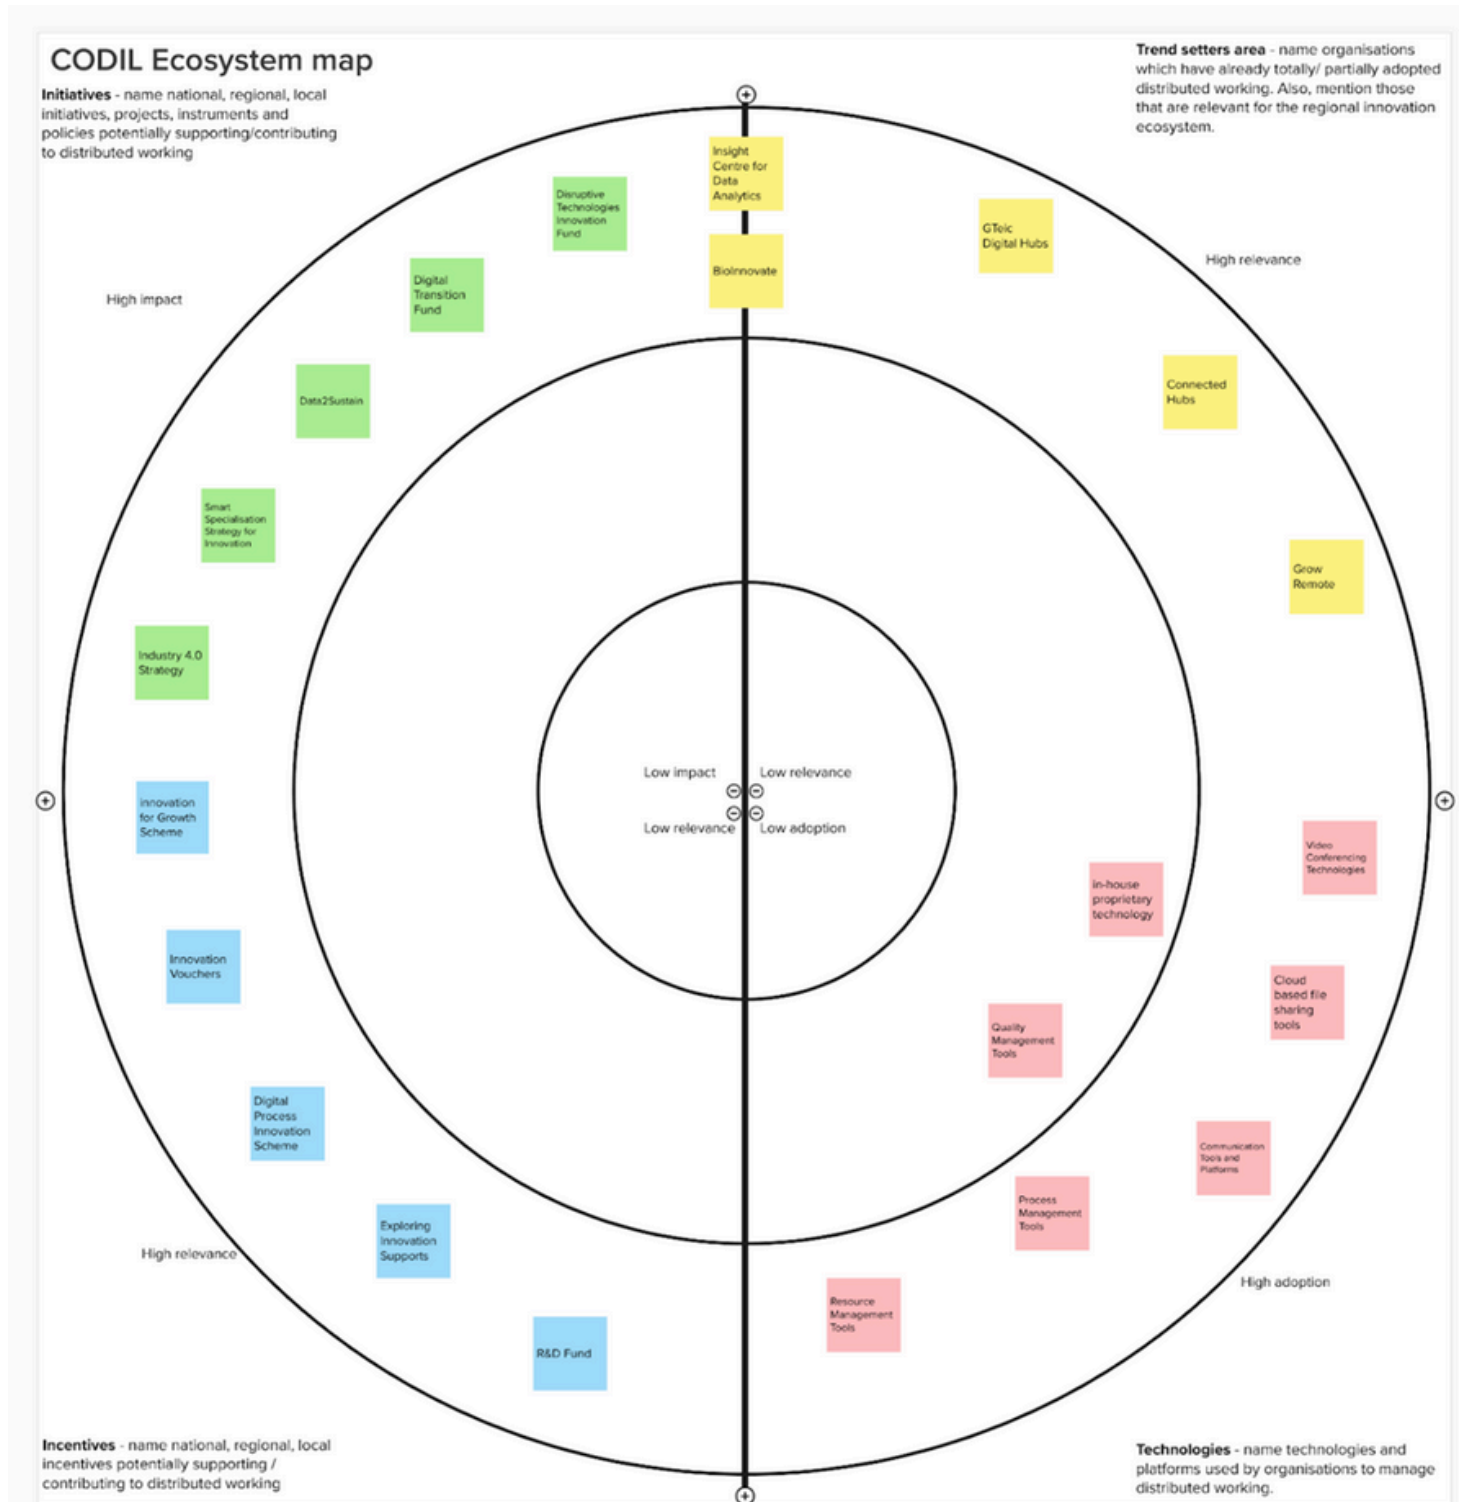 CODIL Ecosystem map
Initiatives - name national, regional, local
initiatives, projects, instruments and
policies potentially supporting/contributing
to distributed working
Trend setters area - name organisations
which have already totally/ partially adopted
distributed working. Also, mention those
that are relevant for the regional innovation
ecosystem.
Insight
Centre for
Data
Analytics
Disruptive
Technologies
Innovation
Fund
GTeic
Digital Hubs
BioInnovate
High relevance
Digital
Transition
Fund
High impact
Data2Sustain
Connected
Hubs
Smart
Specialisation
Strategy for
Innovation
Grow
Remote
Industry 4.0
Strategy
Low impact
Low relevance
Low relevance
Low adoption
innovation
for Growth
Scheme
Video
Conferencing
Technologies
in-house
proprietary
technology
Innovation
Vouchers
Cloud
based file
sharing
tools
Quality
Management
Tools
Digital
Process
Innovation
Scheme
Communication
Tools and
Platforms
Process
Management
Tools
Exploring
Innovation
Supports
High relevance
High adoption
Resource
Management
Tools
R&D Fund
Incentives - name national, regional, local
incentives potentially supporting /
contributing to distributed working
Technologies - name technologies and
platforms used by organisations to manage
distributed working.